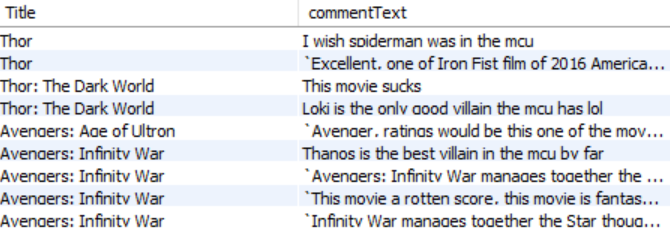 Title commentText
Thor I wish spiderman was in the mcu
Thor `Excellent, one of Iron Fist film of 2016 America...
Thor: The Dark World This movie sucks
Thor: The Dark World Loki is the only good villain the mcu has lol
Avengers: Age of Ultron `Avenger, ratings would be this one of the mov...
Avengers: Infinity War Thanos is the best villain in the mcu by far
Avengers: Infinity War `Avengers: Infinity War manages together the ...
Avengers: Infinity War `This movie a rotten score, this movie is fantas...
Avengers: Infinity War `Infinity War manages together the Star thoug...